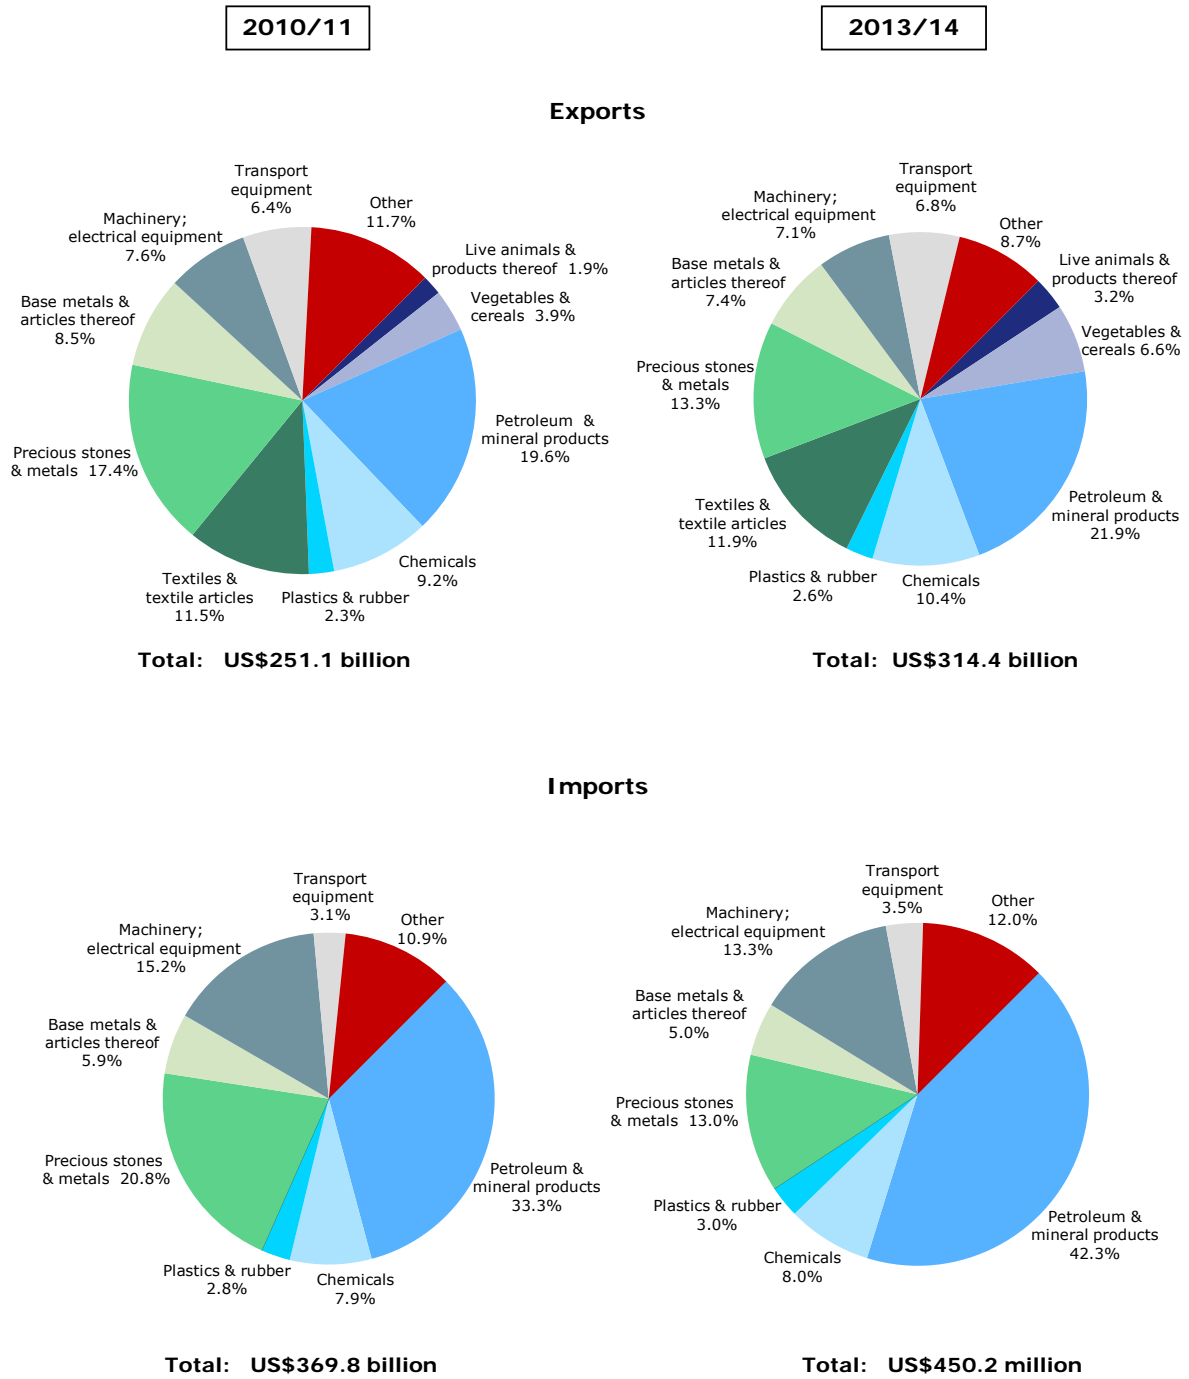 2010/11
2013/14
Exports
Transport
equipment
6.4%
Other
11.7%
Live animals &
products thereof 1.9%
Vegetables &
cereals 3.9%
Petroleum &
mineral products
19.6%
Chemicals
9.2%
Plastics & rubber
2.3%
Textiles &
textile articles
11.5%
Precious stones
& metals 17.4%
Base metals &
articles thereof
8.5%
Machinery;
electrical equipment
7.6%
Total: US$251.1 billion
Transport
equipment
6.8%
Other
8.7%
Live animals &
products thereof
3.2%
Vegetables &
cereals 6.6%
Petroleum &
mineral products
21.9%
Chemicals
10.4%
Plastics & rubber
2.6%
Textiles &
textile articles
11.9%
Precious stones
& metals
13.3%
Base metals &
articles thereof
7.4%
Machinery;
electrical equipment
7.1%
Total: US$314.4 billion
Imports
Transport
equipment
3.1%
Other
10.9%
Petroleum &
mineral products
33.3%
Chemicals
7.9%
Plastics & rubber
2.8%
Precious stones
& metals 20.8%
Base metals &
articles thereof
5.9%
Machinery;
electrical equipment
15.2%
Total: US$369.8 billion
Transport
equipment
3.5%
Other
12.0%
Petroleum &
mineral products
42.3%
Chemicals
8.0%
Plastics & rubber
3.0%
Precious stones
& metals 13.0%
Base metals &
articles thereof
5.0%
Machinery;
electrical equipment
13.3%
Total: US$450.2 million